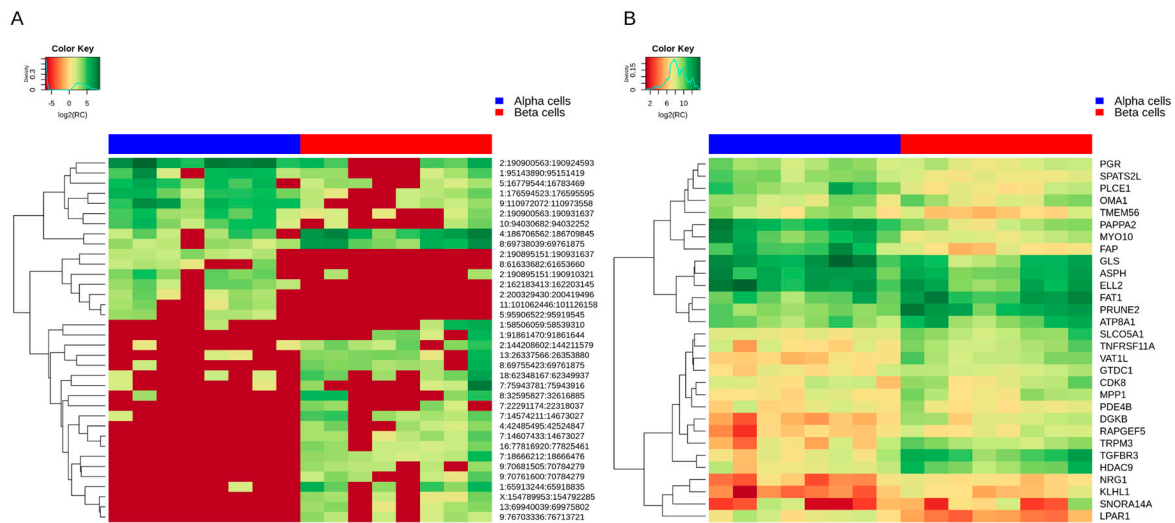 A
Color Key
Density
0 0.3
-5 0 5
log2(RC)
Alpha cells
Beta cells
2:190900563:190924593
1:95143890:95151419
5:16779544:16783469
1:176594523:176595595
9:110972072:110973558
2:190900563:190931637
10:94030682:94032252
4:186706562:186709845
8:69738039:69761875
2:190895151:190931637
8:61633682:61653660
2:190895151:190910321
2:162183413:162203145
2:200329430:200419496
11:101062446:101126158
9:95906522:95919545
1:58506059:58539310
1:91861470:91861644
2:144208602:144211579
13:26337566:26353880
8:69755423:69761875
18:62348167:62349937
7:75943781:75943916
8:32595827:32616885
7:22291174:22318037
7:14574211:14673027
4:42485495:42524847
7:14607433:14673027
16:77816920:77825461
7:18666212:18666476
9:70681505:70784279
9:70761600:70784279
1:65913244:65918835
X:154789953:154792285
13:69940039:69975802
9:76703336:76713721
B
Color Key
Density
0 0.15
2 6 10
log2(RC)
Alpha cells
Beta cells
PGR
SPATS2L
PLCE1
OMA1
TMEM56
PAPPA2
MYO10
FAP
GLS
ASPH
ELL2
FAT1
PRUNE2
ATP8A1
SLCO5A1
TNFRSF11A
VAT1L
GTDC1
CDK8
MPP1
PDE4B
DGKB
RAPGEF5
TRPM3
TGFBR3
HDAC9
NRG1
KLHL1
SNORA14A
LPAR1